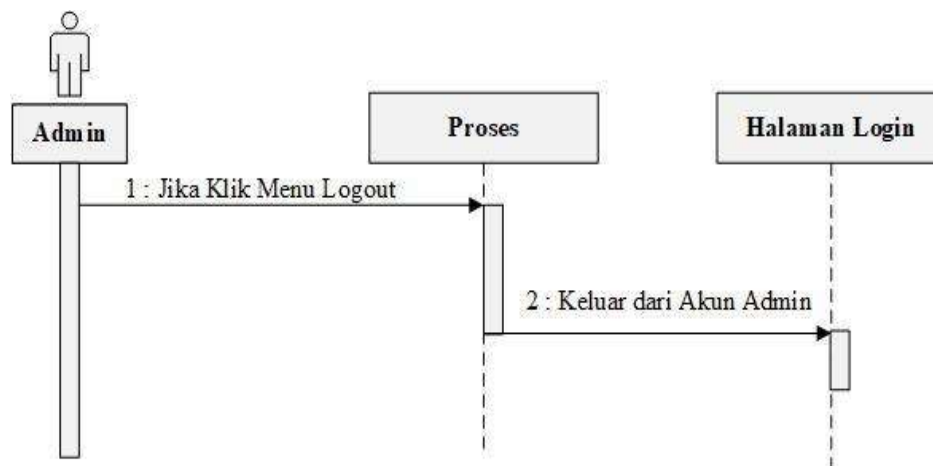 Admin
Proses
Halaman Login
1 : Jika Klik Menu Logout
2 : Keluar dari Akun Admin